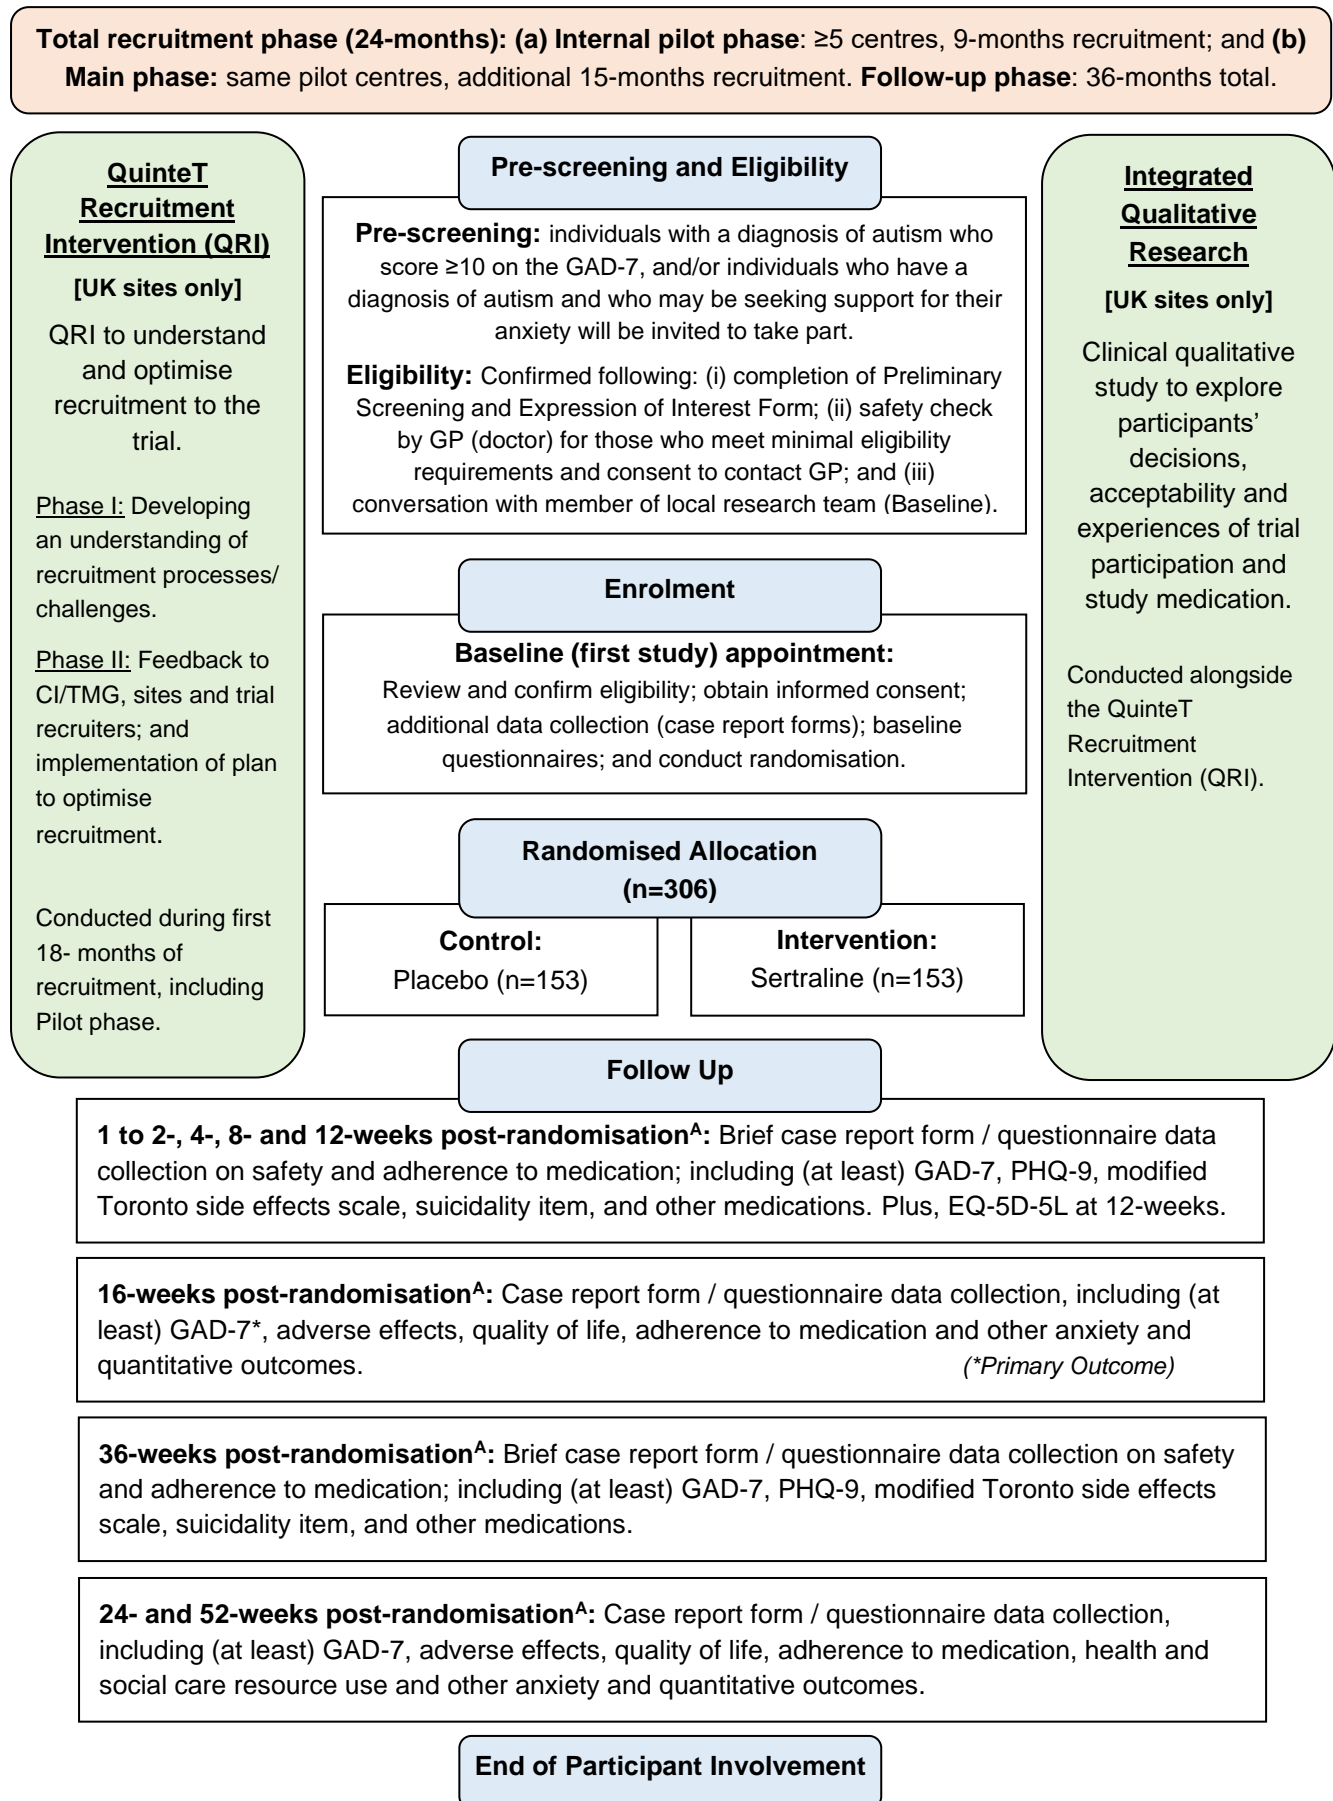 Total recruitment phase (24-months): (a) Internal pilot phase: ≥5 centres, 9-months recruitment; and (b)
Main phase: same pilot centres, additional 15-months recruitment. Follow-up phase: 36-months total.
QuinteT
Recruitment
Intervention (QRI)
[UK sites only]
QRI to understand
and optimise
recruitment to the
trial.
Phase I: Developing
an understanding of
recruitment processes/
challenges.
Phase II: Feedback to
CI/TMG, sites and trial
recruiters; and
implementation of plan
to optimise
recruitment.
Conducted during first
18- months of
recruitment, including
Pilot phase.
Pre-screening and Eligibility
Pre-screening: individuals with a diagnosis of autism who
score ≥10 on the GAD-7, and/or individuals who have a
diagnosis of autism and who may be seeking support for their
anxiety will be invited to take part.
Eligibility: Confirmed following: (i) completion of Preliminary
Screening and Expression of Interest Form; (ii) safety check
by GP (doctor) for those who meet minimal eligibility
requirements and consent to contact GP; and (iii)
conversation with member of local research team (Baseline).
Enrolment
Baseline (first study) appointment:
Review and confirm eligibility; obtain informed consent;
additional data collection (case report forms); baseline
questionnaires; and conduct randomisation.
Randomised Allocation
(n=306)
Control:
Placebo (n=153)
Intervention:
Sertraline (n=153)
Integrated
Qualitative
Research
[UK sites only]
Clinical qualitative
study to explore
participants’
decisions,
acceptability and
experiences of trial
participation and
study medication.
Conducted alongside
the QuinteT
Recruitment
Intervention (QRI).
Follow Up
1 to 2-, 4-, 8- and 12-weeks post-randomisationA: Brief case report form / questionnaire data
collection on safety and adherence to medication; including (at least) GAD-7, PHQ-9, modified
Toronto side effects scale, suicidality item, and other medications. Plus, EQ-5D-5L at 12-weeks.
16-weeks post-randomisationA: Case report form / questionnaire data collection, including (at
least) GAD-7*, adverse effects, quality of life, adherence to medication and other anxiety and
quantitative outcomes. (*Primary Outcome)
36-weeks post-randomisationA: Brief case report form / questionnaire data collection on safety
and adherence to medication; including (at least) GAD-7, PHQ-9, modified Toronto side effects
scale, suicidality item, and other medications.
24- and 52-weeks post-randomisationA: Case report form / questionnaire data collection,
including (at least) GAD-7, adverse effects, quality of life, adherence to medication, health and
social care resource use and other anxiety and quantitative outcomes.
End of Participant Involvement